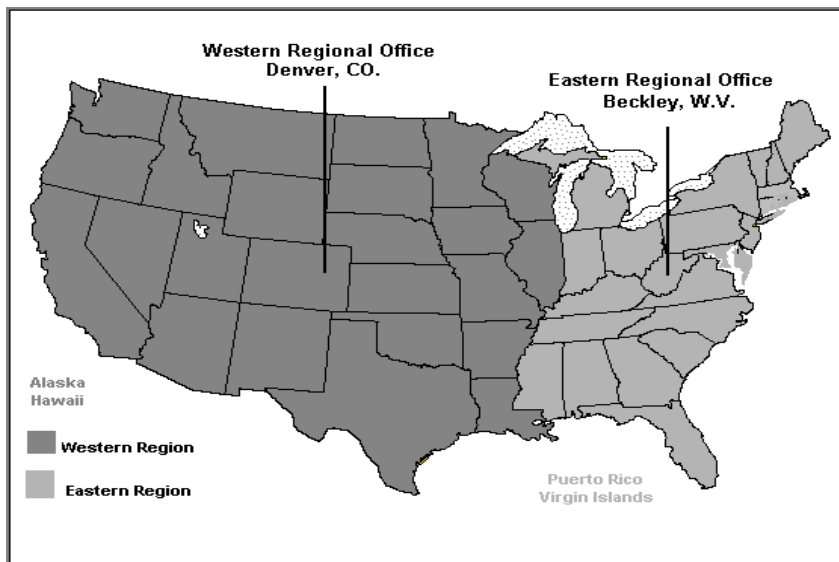 Western Regional Office
Denver, CO.
Eastern Regional Office
Beckley, W.V.
Alaska
Hawaii
Western Region
Eastern Region
Puerto Rico
Virgin Islands